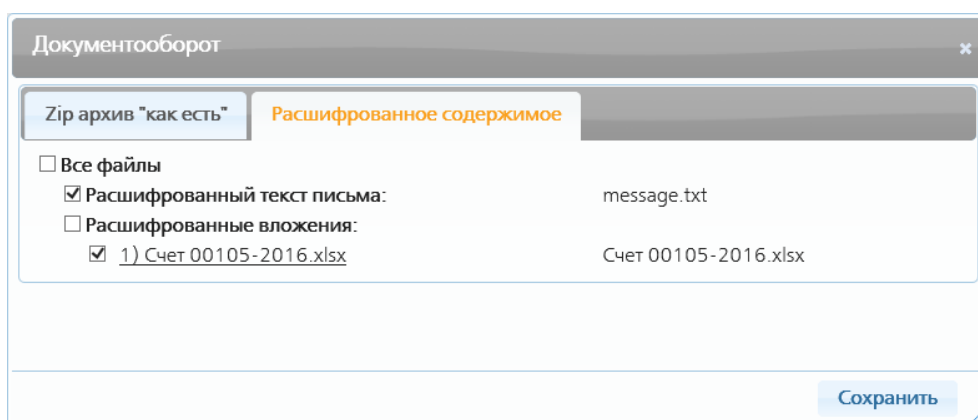 Документооборот
Zip архив "как есть" Расшифрованное содержимое
Все файлы
Расшифрованный текст письма: message.txt
Расшифрованные вложения:
1) Счет 00105-2016.xlsx Счет 00105-2016.xlsx
Сохранить